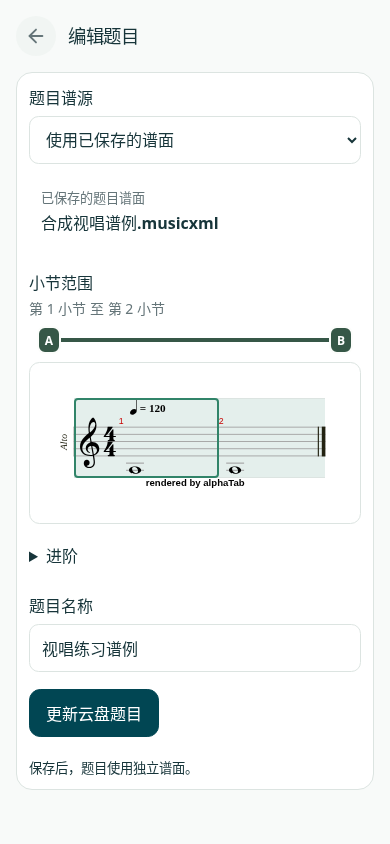 编辑题目
题目谱源
使用已保存的谱面
已保存的题目谱面
合成视唱谱例.musicxml
小节范围
第 1 小节 至 第 2 小节
A
B
= 120
1
2
Alto
4
4
rendered by alphaTab
进阶
题目名称
视唱练习谱例
更新云盘题目
保存后，题目使用独立谱面。